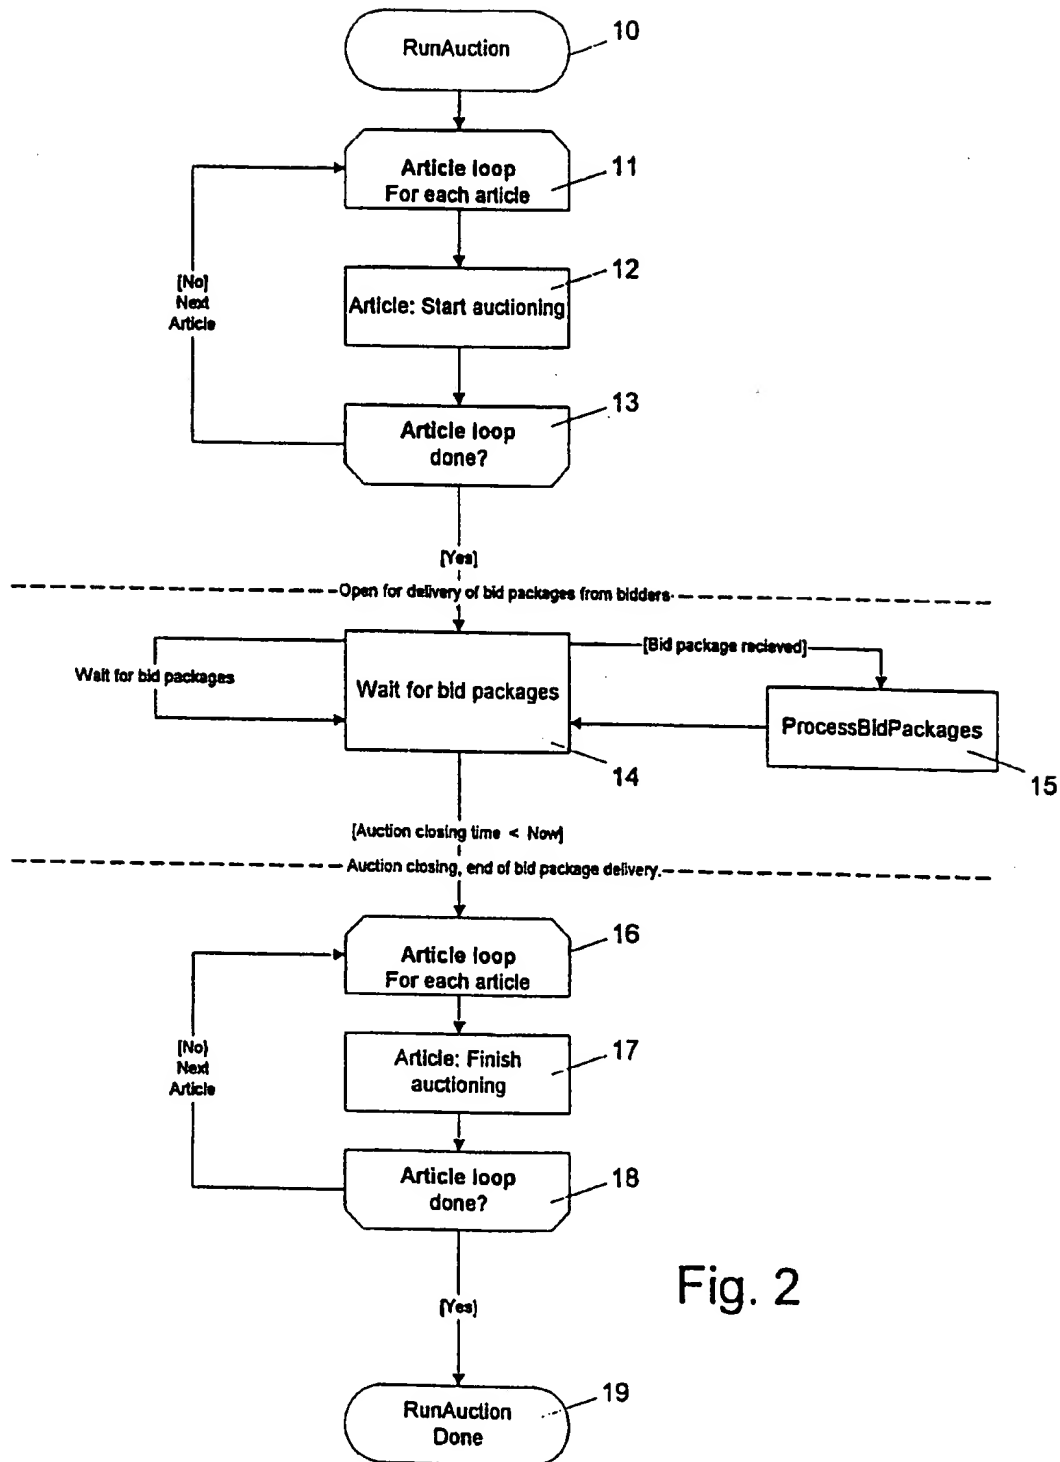 RunAuction
10
Article loop
For each article
11
[No]
Next
Article
Article: Start auctioning
12
Article loop
done?
13
[Yes]
Open for delivery of bid packages from bidders
Wait for bid packages
Wait for bid packages
14
[Bid package recieved]
ProcessBidPackages
15
[Auction closing time < Now]
Auction closing, end of bid package delivery.
Article loop
For each article
16
[No]
Next
Article
Article: Finish
auctioning
17
Article loop
done?
18
[Yes]
Fig. 2
RunAuction
Done
19